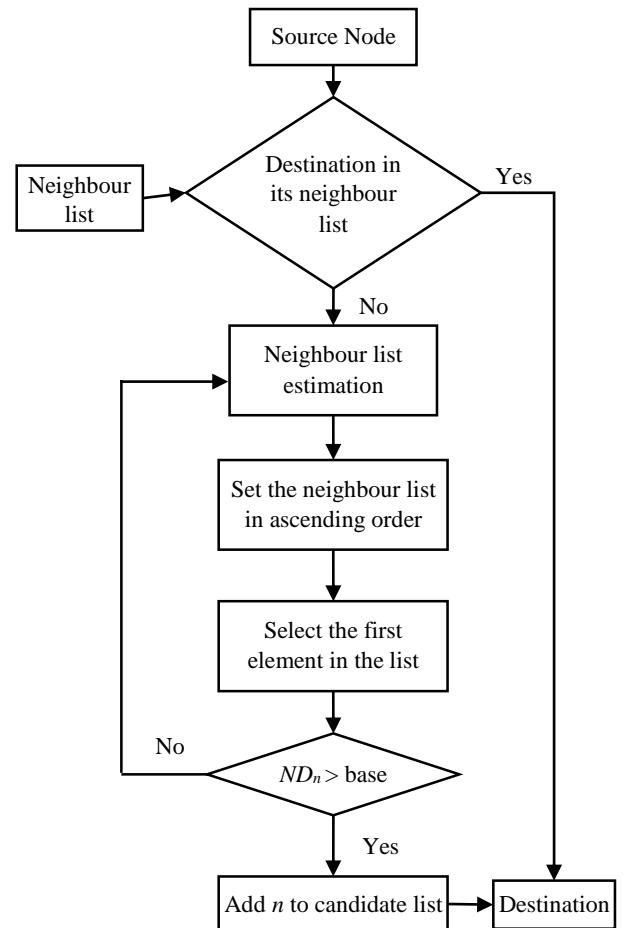 Source Node
Destination in
its neighbour
list
Yes
Neighbour
list
No
Neighbour list
estimation
Set the neighbour list
in ascending order
Select the first
element in the list
No
NDn > base
Yes
Add n to candidate list
Destination